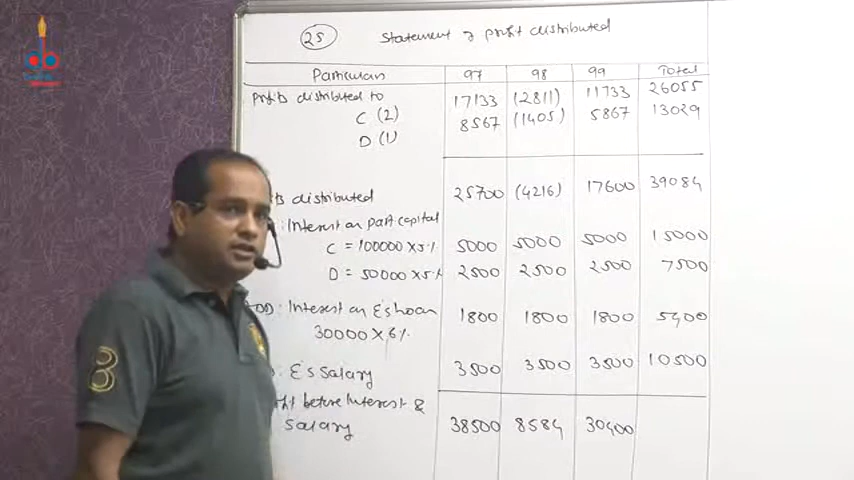 25 Statement of profit distributed
Particulars 97 98 99 Total
Profits distributed to
C (2) 17133 (2811) 11733 26055
D (1) 8567 (1405) 5867 13029
distributed 25700 (4216) 17600 39084
: Interest on part capital
C = 100000 X 5% 5000 5000 5000 15000
D = 50000 X 5% 2500 2500 2500 7500
: Interest on E's loan 1800 1800 1800 5400
30000 X 6%
: E's Salary 3500 3500 3500 10500
before Interest &
Salary 38500 8584 30400
8